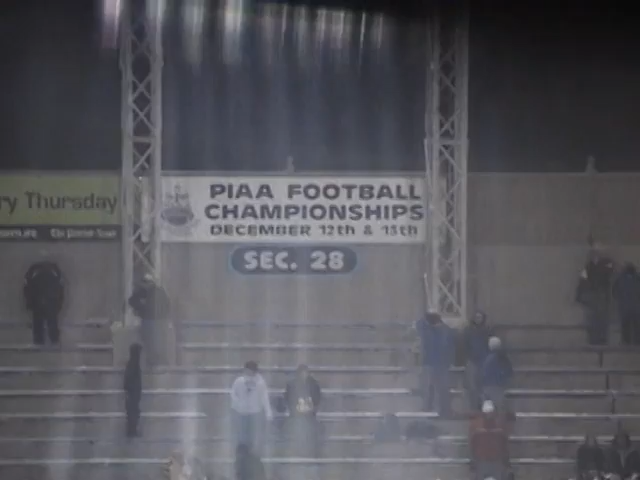 ry Thursday
PIAA FOOTBALL
CHAMPIONSHIPS
DECEMBER 12th & 13th
SEC. 28